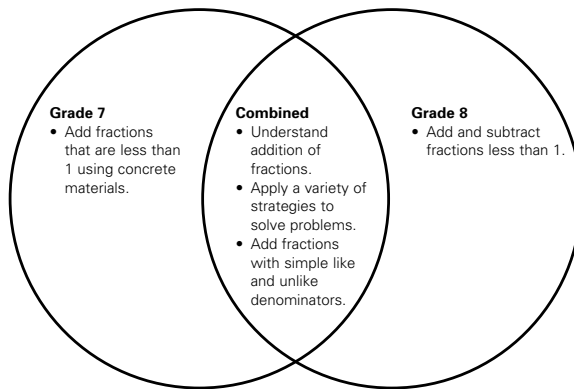 Grade 7
• Add fractions
that are less than
1 using concrete
materials.
Combined
• Understand
addition of
fractions.
• Apply a variety of
strategies to
solve problems.
• Add fractions
with simple like
and unlike
denominators.
Grade 8
• Add and subtract
fractions less than 1.